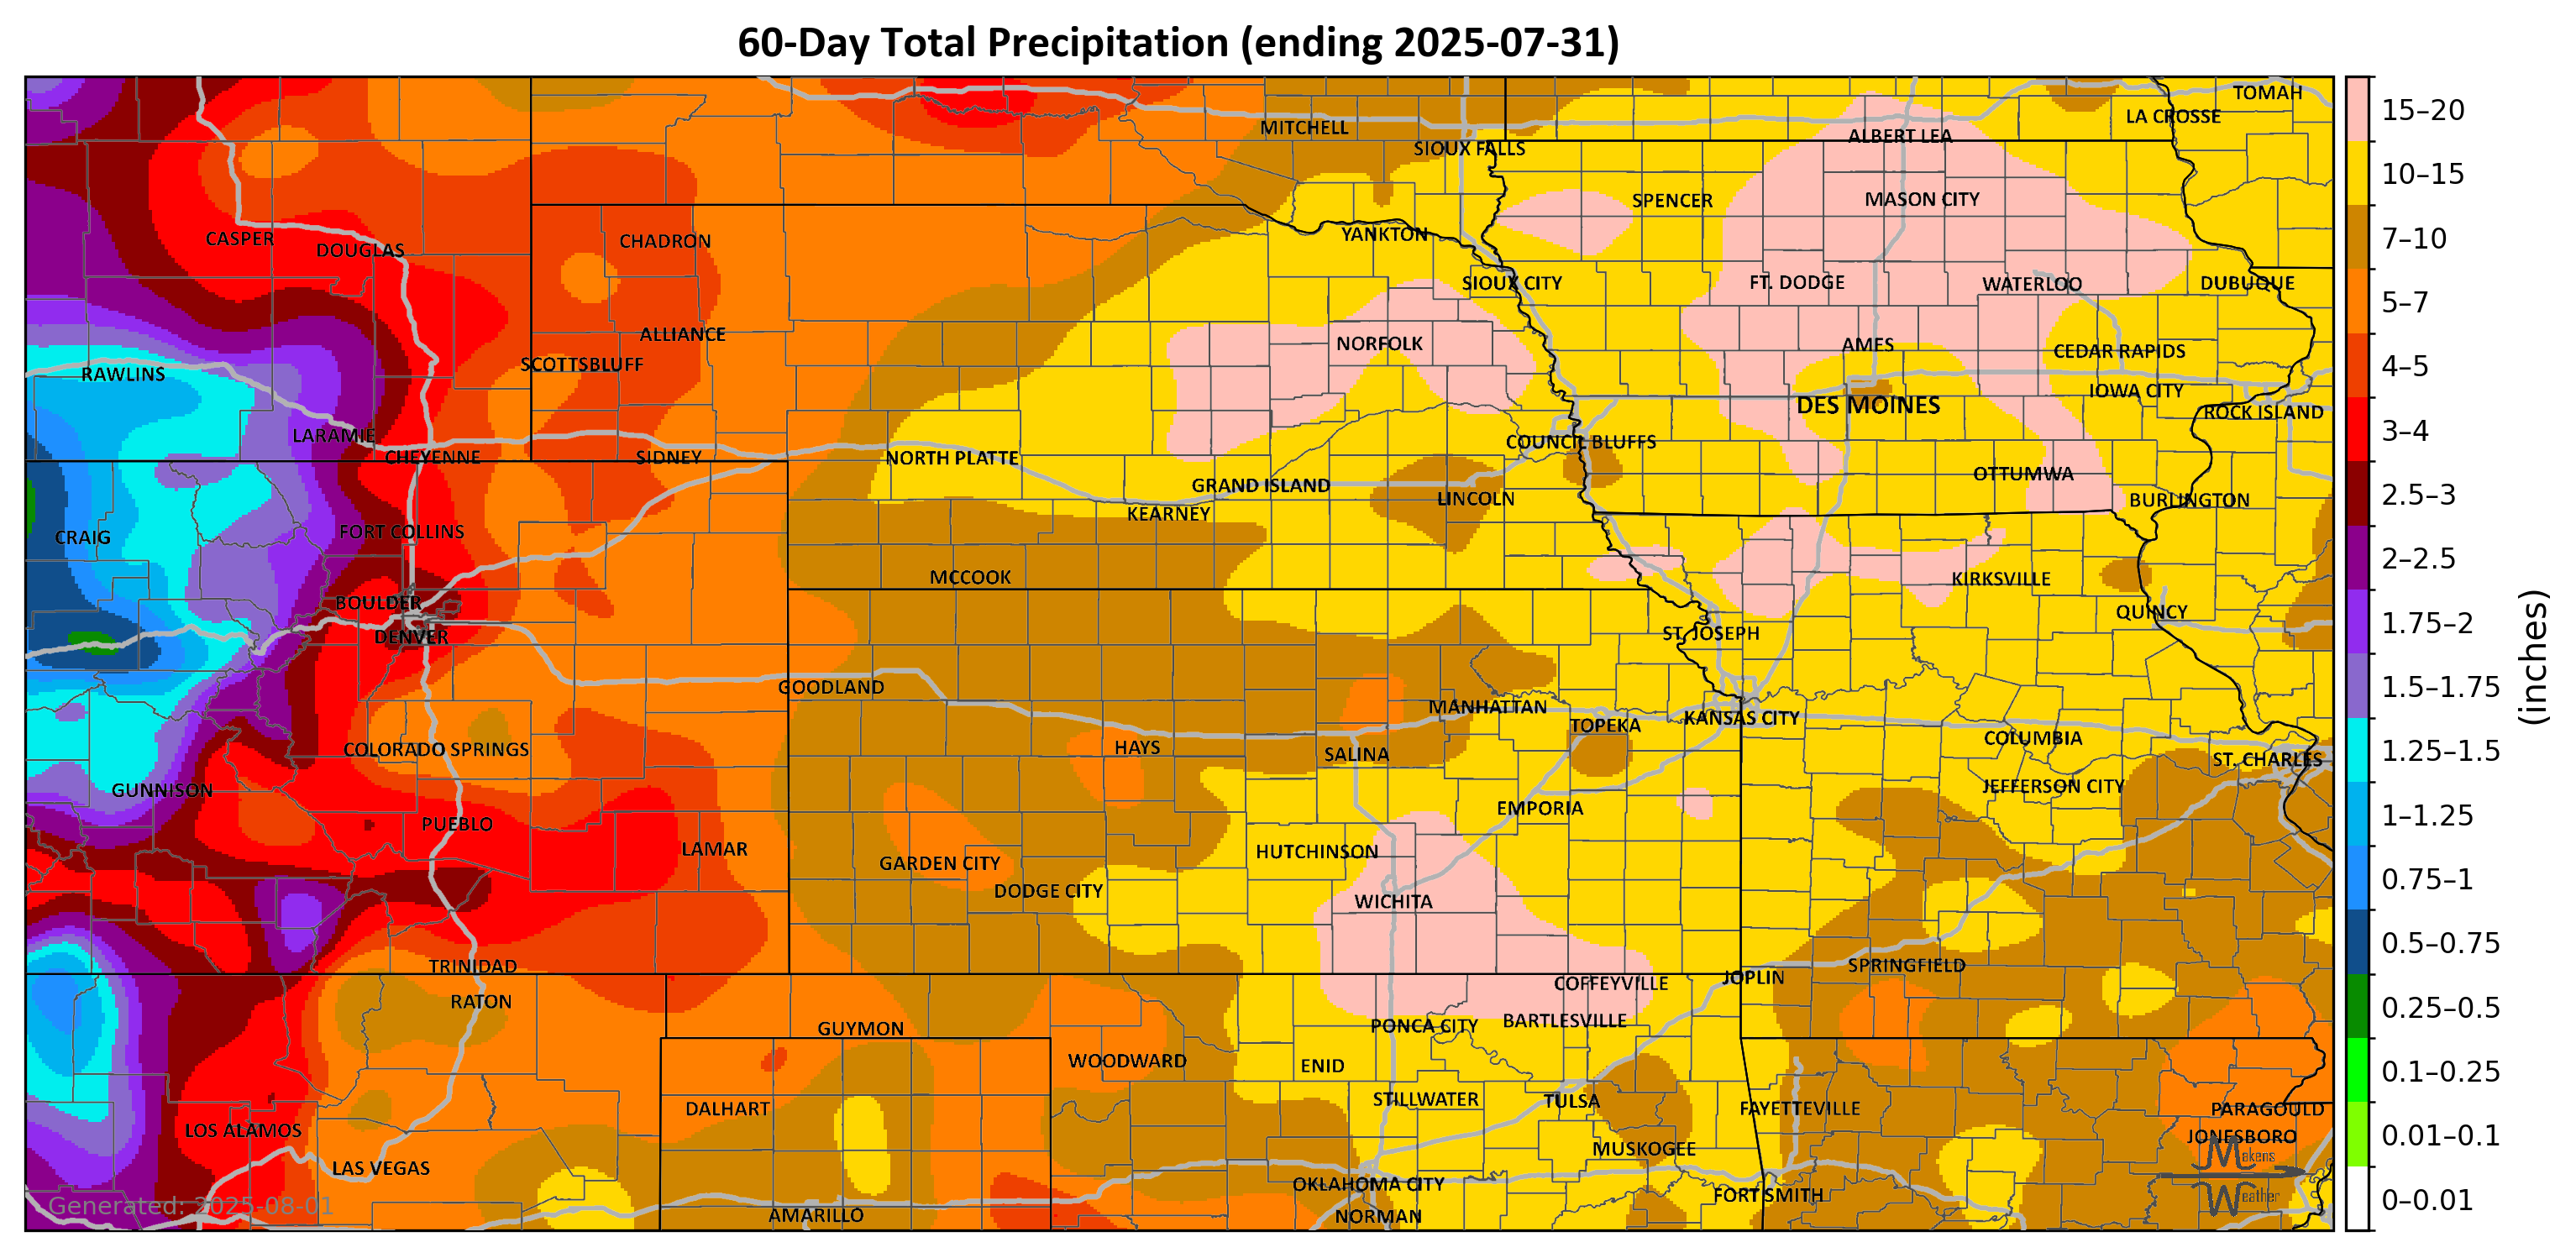 60-Day Total Precipitation (ending 2025-07-31)
TOMAH
LA CROSSE
MITCHELL
ALBERT LEA
SIOUX FALLS
SPENCER
MASON CITY
CASPER
DOUGLAS
CHADRON
YANKTON
SIOUX CITY
FT. DODGE
WATERLOO
DUBUQUE
ALLIANCE
NORFOLK
AMES
CEDAR RAPIDS
SCOTTSBLUFF
RAWLINS
IOWA CITY
DES MOINES
ROCK ISLAND
LARAMIE
COUNCIL BLUFFS
CHEYENNE
SIDNEY
NORTH PLATTE
OTTUMWA
GRAND ISLAND
LINCOLN
BURLINGTON
KEARNEY
CRAIG
FORT COLLINS
MCCOOK
KIRKSVILLE
BOULDER
QUINCY
DENVER
ST. JOSEPH
GOODLAND
MANHATTAN
TOPEKA
KANSAS CITY
COLORADO SPRINGS
HAYS
SALINA
COLUMBIA
ST. CHARLES
GUNNISON
JEFFERSON CITY
EMPORIA
PUEBLO
LAMAR
HUTCHINSON
GARDEN CITY
DODGE CITY
WICHITA
TRINIDAD
SPRINGFIELD
JOPLIN
COFFEYVILLE
RATON
BARTLESVILLE
PONCA CITY
GUYMON
WOODWARD
ENID
STILLWATER
TULSA
DALHART
FAYETTEVILLE
PARAGOULD
LOS ALAMOS
JONESBORO
MUSKOGEE
LAS VEGAS
OKLAHOMA CITY
FORT SMITH
AMARILLO
NORMAN
Makens
Weather
Generated: 2025-08-01
15–20
10–15
7–10
5–7
4–5
3–4
2.5–3
2–2.5
1.75–2
1.5–1.75
1.25–1.5
1–1.25
0.75–1
0.5–0.75
0.25–0.5
0.1–0.25
0.01–0.1
0–0.01
(inches)